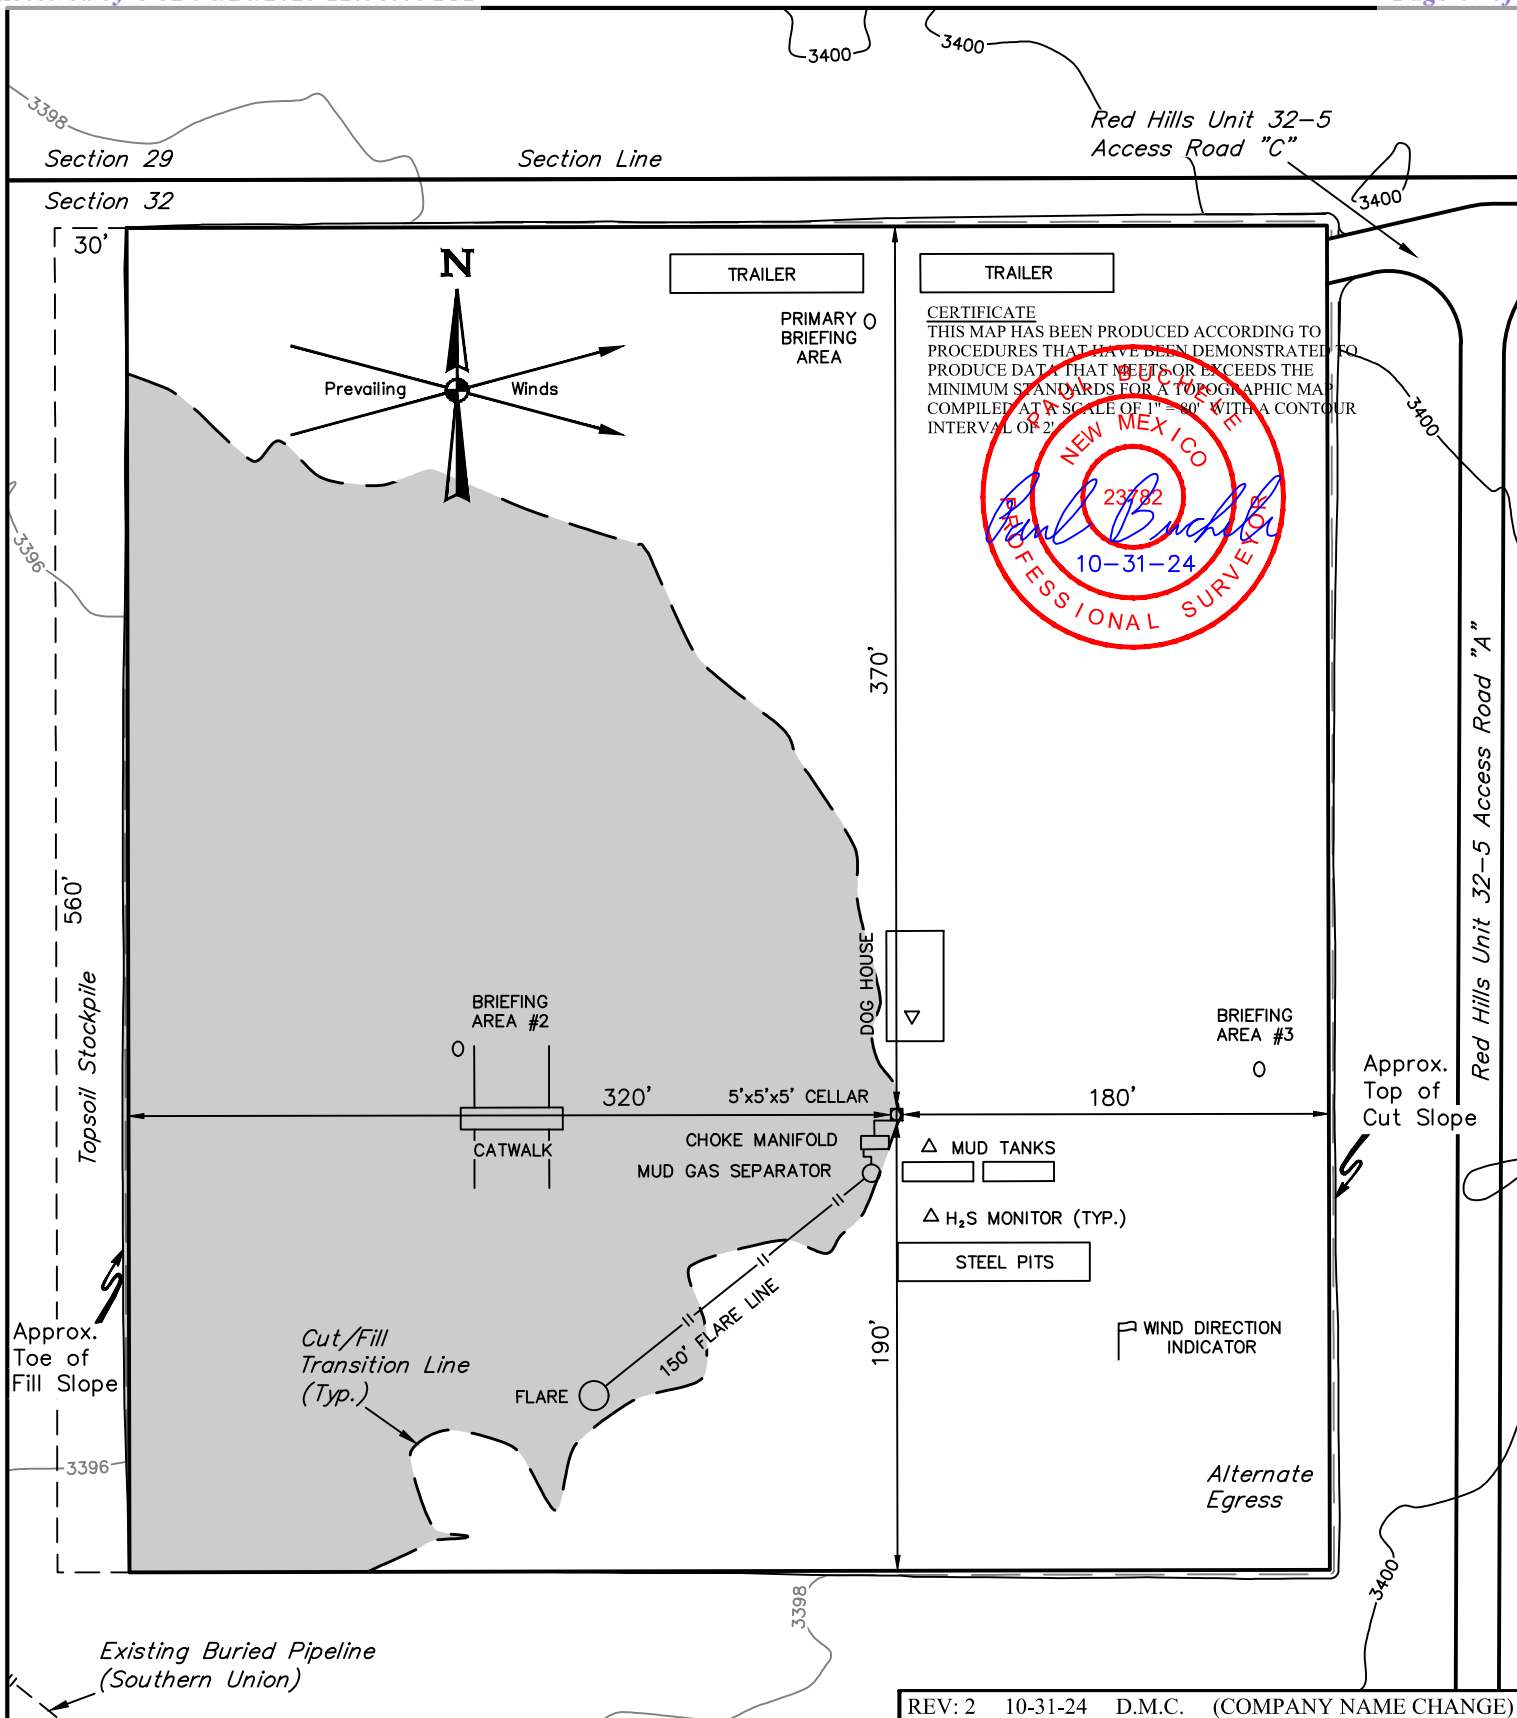 3400
3400
3398
Red Hills Unit 32-5
Access Road "C"
Section 29
Section Line
Section 32
3400
30'
N
TRAILER
TRAILER
PRIMARY
BRIEFING
AREA
CERTIFICATE
THIS MAP HAS BEEN PRODUCED ACCORDING TO
PROCEDURES THAT HAVE BEEN DEMONSTRATED TO
PRODUCE DATA THAT MEETS OR EXCEEDS THE
MINIMUM STANDARDS FOR A TOPOGRAPHIC MAP
COMPILED AT A SCALE OF 1" = 80' WITH A CONTOUR
INTERVAL OF 2'.
Prevailing Winds
PAUL BUCHELE
NEW MEXICO
23782
Paul Buchele
10-31-24
PROFESSIONAL SURVEYOR
3400
3396
370'
Red Hills Unit 32-5 Access Road "A"
560'
Topsoil Stockpile
DOG HOUSE
BRIEFING
AREA #2
BRIEFING
AREA #3
Approx.
Top of
Cut Slope
320'
5'x5'x5' CELLAR
180'
CATWALK
CHOKE MANIFOLD
MUD TANKS
MUD GAS SEPARATOR
H₂S MONITOR (TYP.)
STEEL PITS
150' FLARE LINE
190'
WIND DIRECTION
INDICATOR
Approx.
Toe of
Fill Slope
Cut/Fill
Transition Line
(Typ.)
FLARE
3396
Alternate
Egress
3400
3398
Existing Buried Pipeline
(Southern Union)
REV: 2 10-31-24 D.M.C. (COMPANY NAME CHANGE)